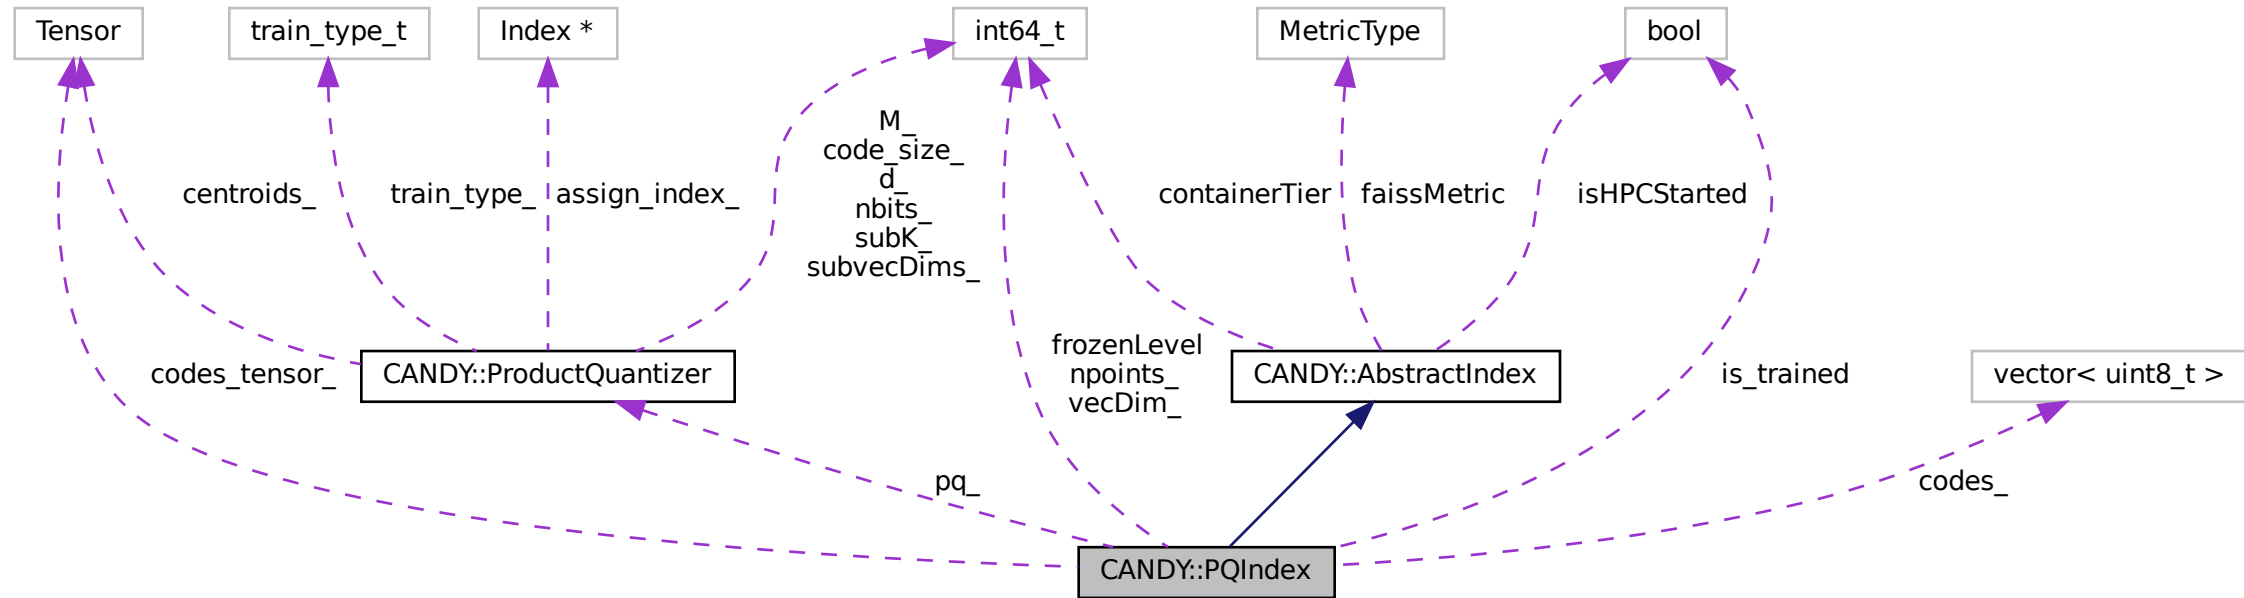 Tensor
train_type_t
Index *
int64_t
MetricType
bool
M_
code_size_
d_
nbits_
subK_
subvecDims_
centroids_
train_type_
assign_index_
containerTier
faissMetric
isHPCStarted
codes_tensor_
CANDY::ProductQuantizer
frozenLevel
npoints_
vecDim_
CANDY::AbstractIndex
is_trained
vector< uint8_t >
pq_
codes_
CANDY::PQIndex